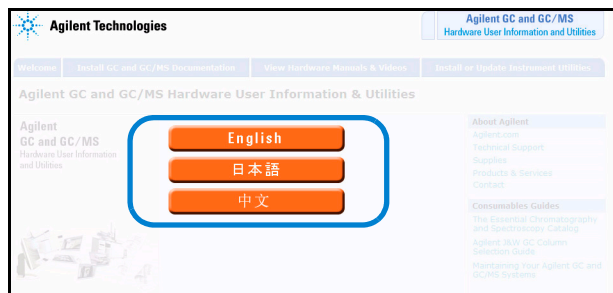 Agilent Technologies
Agilent GC and GC/MS
Hardware User Information and Utilities
Welcome
Install GC and GC/MS Documentation
View Hardware Manuals & Videos
Install or Update Instrument Utilities
Agilent GC and GC/MS Hardware User Information & Utilities
Agilent
GC and GC/MS
Hardware User Information
and Utilities
English
日本語
中文
About Agilent
Agilent.com
Technical Support
Supplies
Products & Services
Contact
Consumables Guides
The Essential Chromatography
and Spectroscopy Catalog
Agilent J&W GC Column
Selection Guide
Maintaining Your Agilent GC and
GC/MS Systems